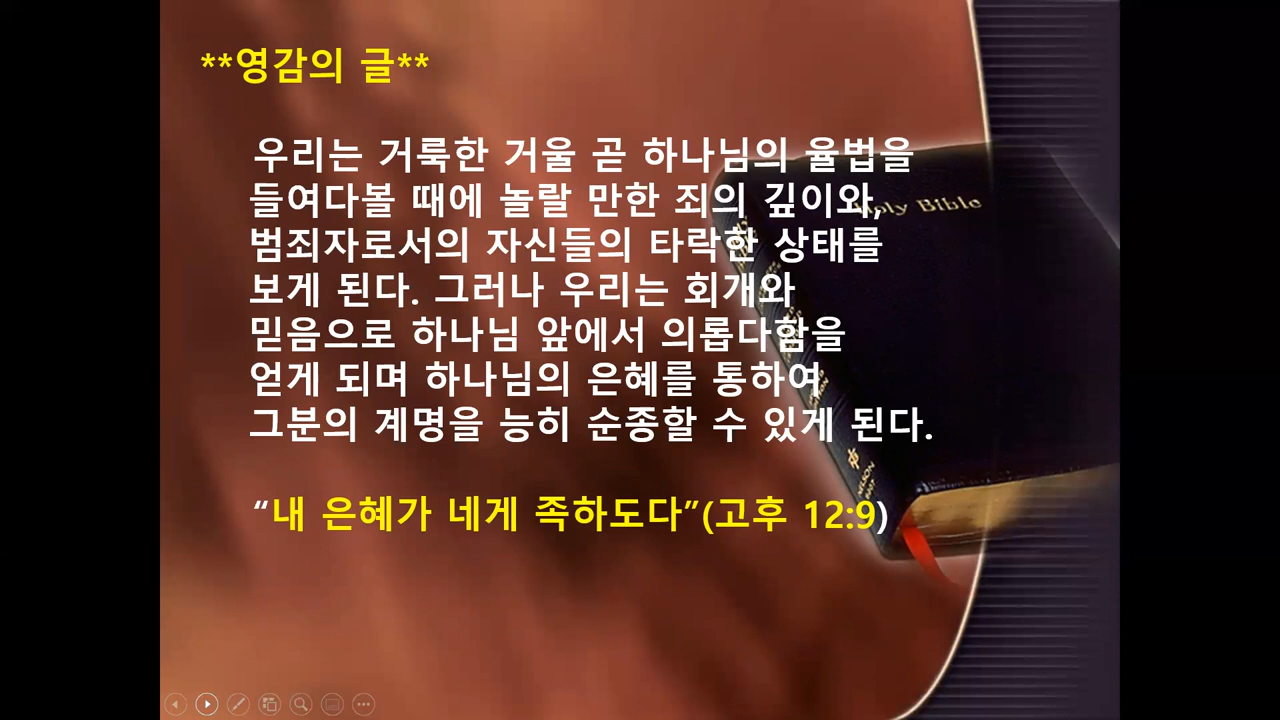 **영감의 글**
우리는 거룩한 거울 곧 하나님의 율법을
들여다볼 때에 놀랄 만한 죄의 깊이와,
범죄자로서의 자신들의 타락한 상태를
보게 된다. 그러나 우리는 회개와
믿음으로 하나님 앞에서 의롭다함을
얻게 되며 하나님의 은혜를 통하여
그분의 계명을 능히 순종할 수 있게 된다.
“내 은혜가 네게 족하도다”(고후 12:9)
Holy Bible
NELSON